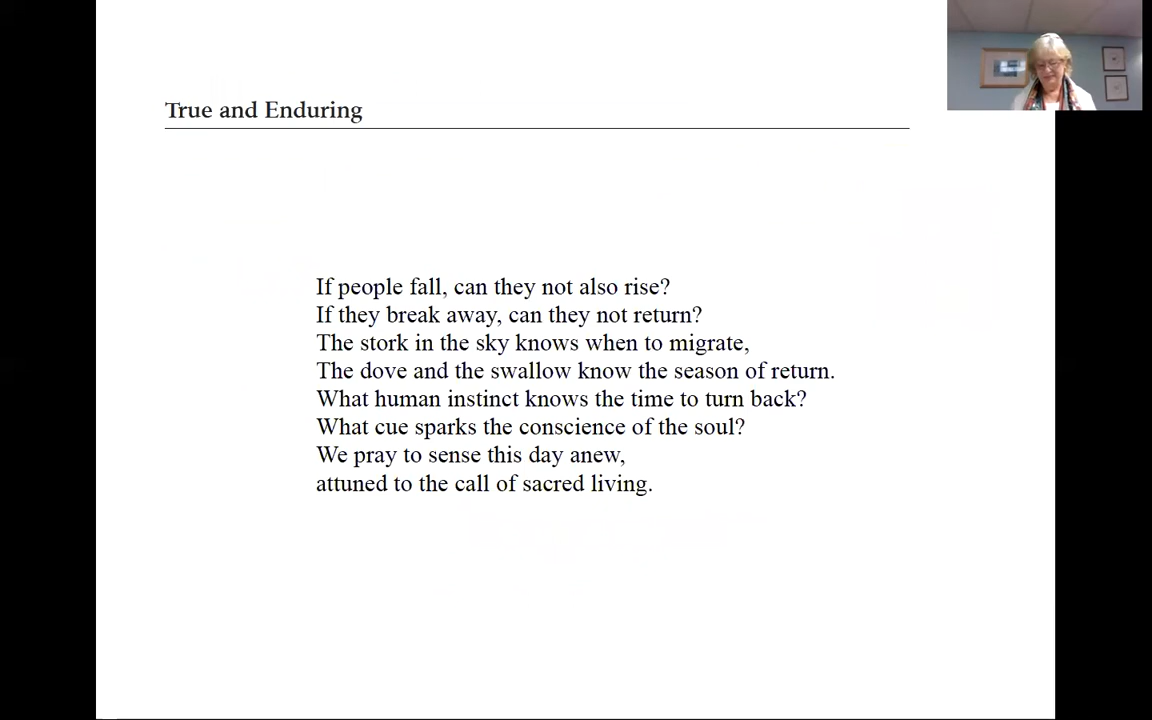 True and Enduring
If people fall, can they not also rise?
If they break away, can they not return?
The stork in the sky knows when to migrate,
The dove and the swallow know the season of return.
What human instinct knows the time to turn back?
What cue sparks the conscience of the soul?
We pray to sense this day anew,
attuned to the call of sacred living.